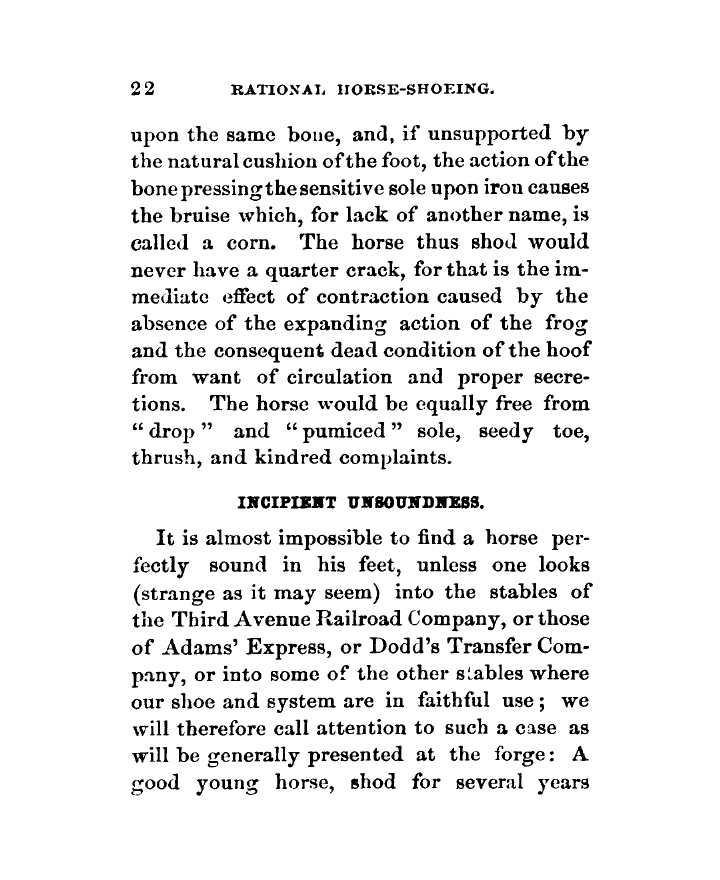 22 RATIONAL HORSE-SHOEING.
upon the same bone, and, if unsupported by
the natural cushion of the foot, the action of the
bone pressing the sensitive sole upon iron causes
the bruise which, for lack of another name, is
called a corn. The horse thus shod would
never have a quarter crack, for that is the im-
mediate effect of contraction caused by the
absence of the expanding action of the frog
and the consequent dead condition of the hoof
from want of circulation and proper secre-
tions. The horse would be equally free from
“drop” and “pumiced” sole, seedy toe,
thrush, and kindred complaints.
INCIPIENT UNSOUNDNESS.
It is almost impossible to find a horse per-
fectly sound in his feet, unless one looks
(strange as it may seem) into the stables of
the Third Avenue Railroad Company, or those
of Adams’ Express, or Dodd’s Transfer Com-
pany, or into some of the other stables where
our shoe and system are in faithful use; we
will therefore call attention to such a case as
will be generally presented at the forge: A
good young horse, shod for several years